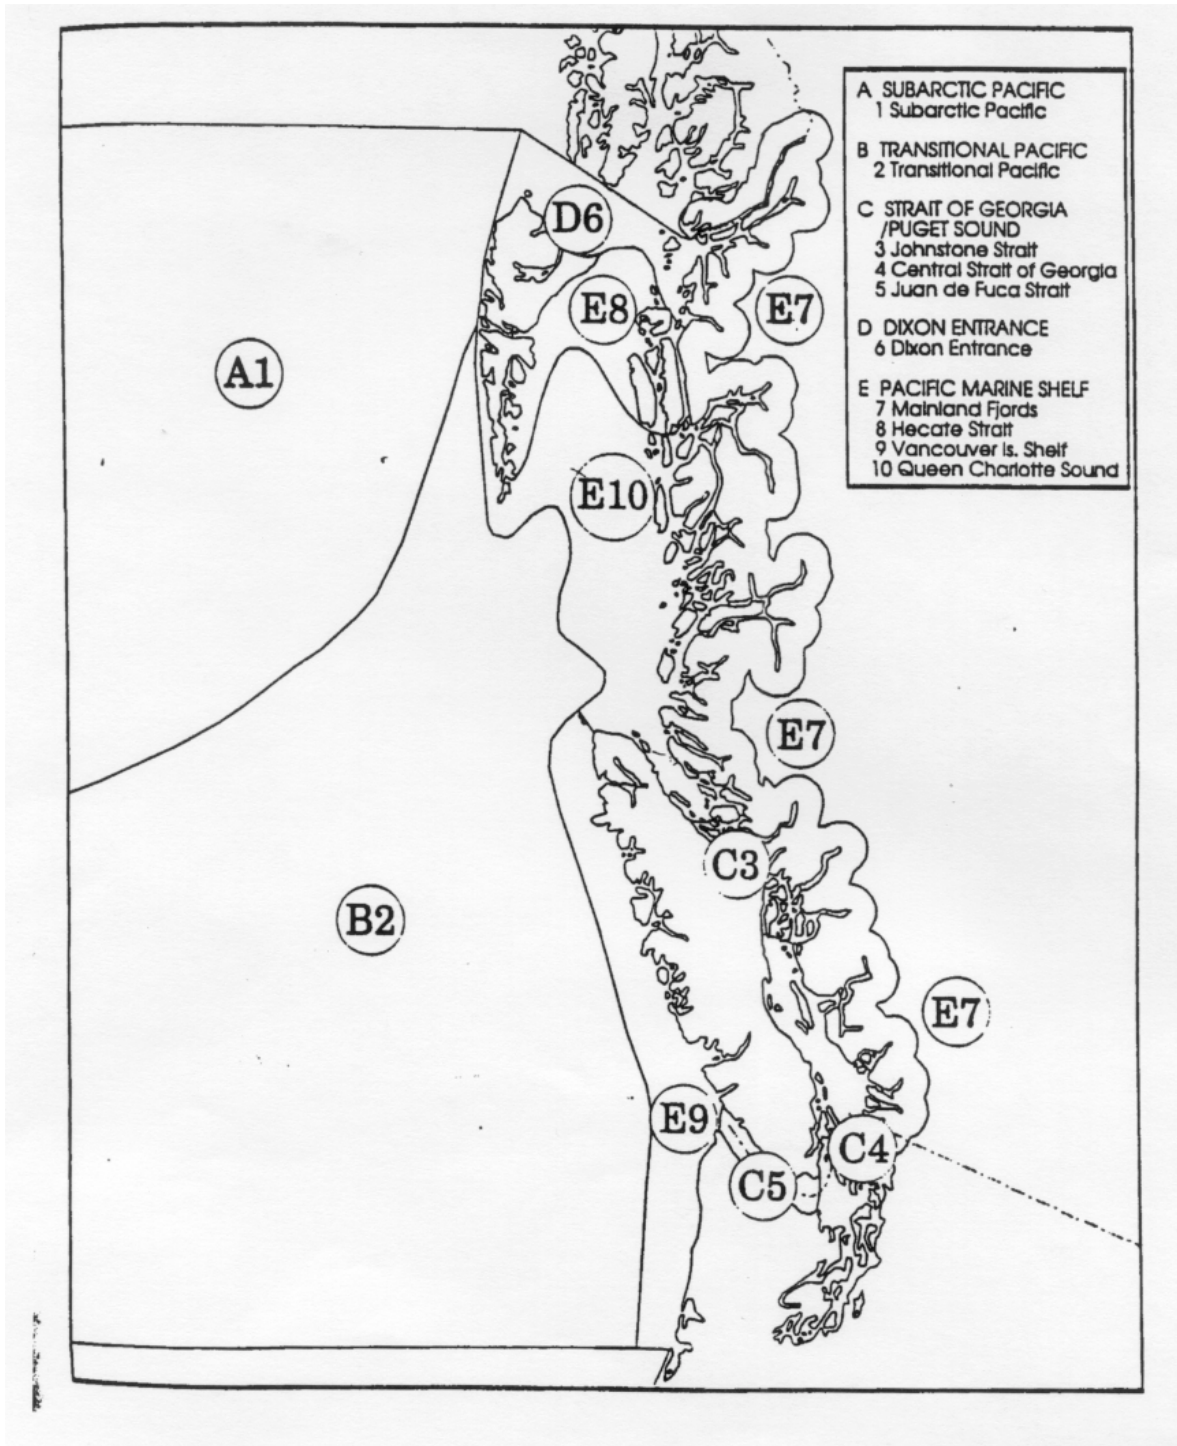 A SUBARCTIC PACIFIC
1 Subarctic Pacific
B TRANSITIONAL PACIFIC
2 Transitional Pacific
C STRAIT OF GEORGIA
/PUGET SOUND
3 Johnstone Strait
4 Central Strait of Georgia
5 Juan de Fuca Strait
D DIXON ENTRANCE
6 Dixon Entrance
E PACIFIC MARINE SHELF
7 Mainland Fjords
8 Hecate Strait
9 Vancouver Is. Shelf
10 Queen Charlotte Sound
D6
E8
E7
A1
E10
E7
C3
B2
E7
E9
C4
C5